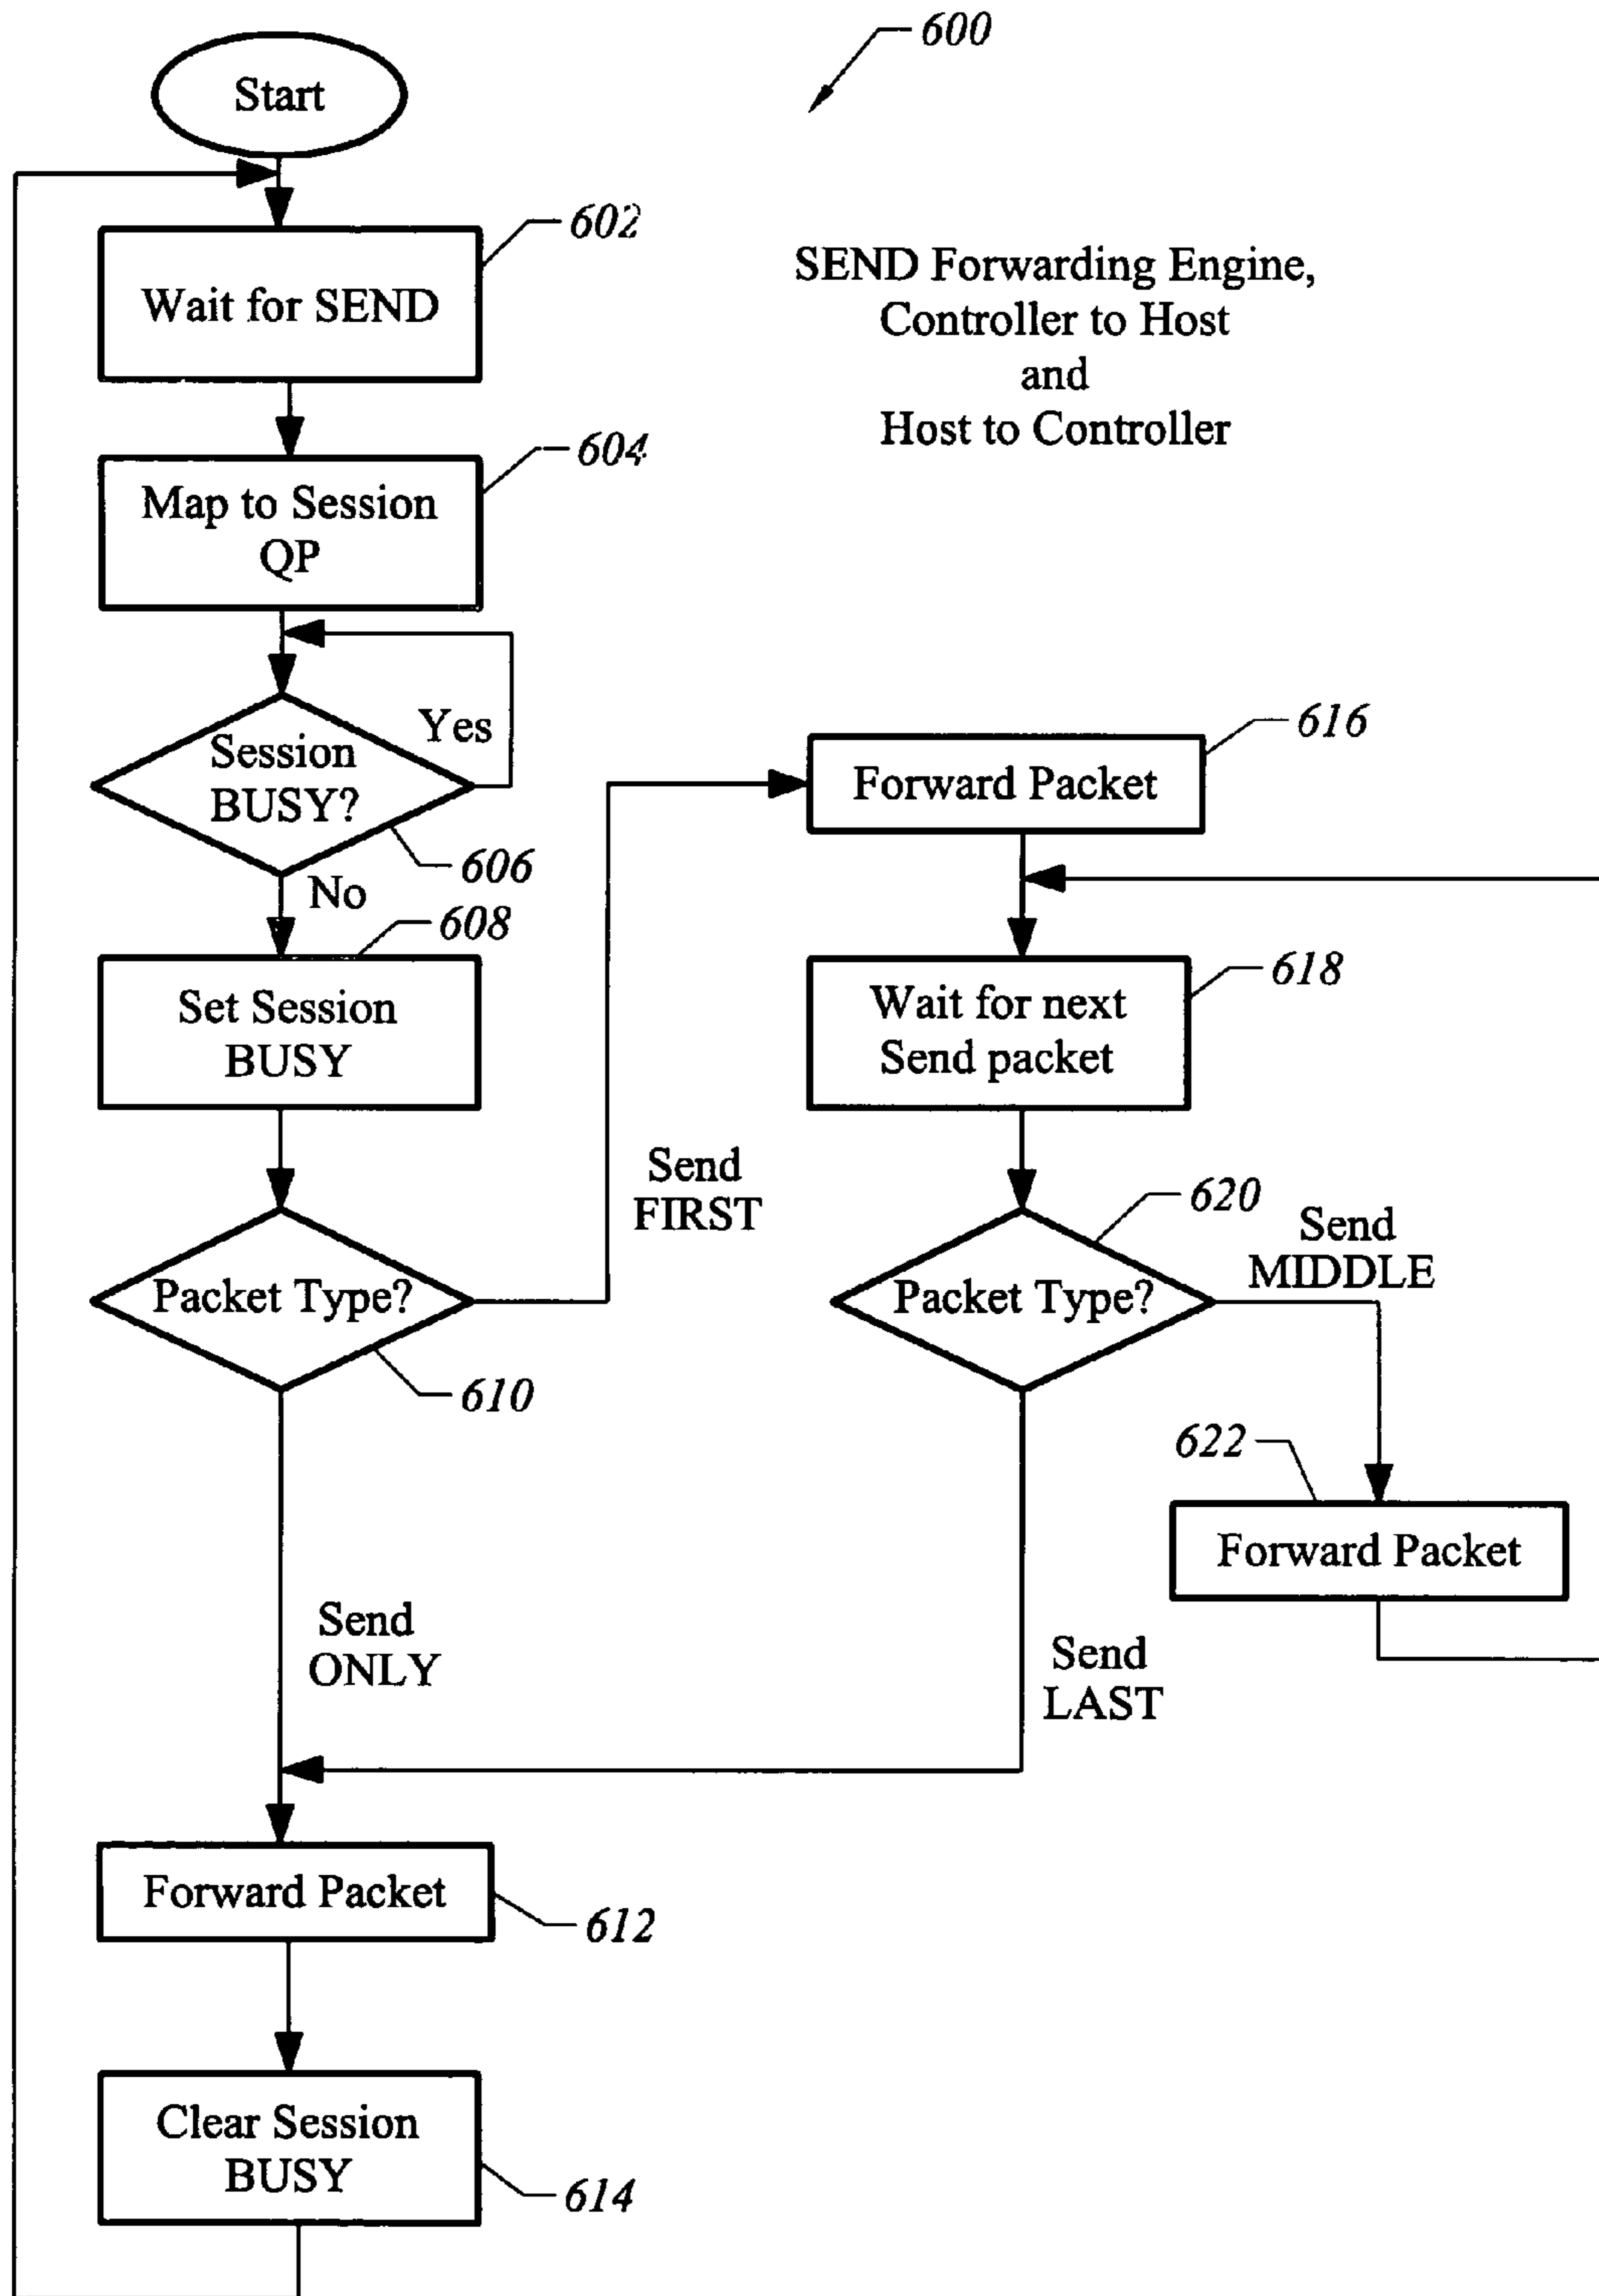 600
Start
602
Wait for SEND
SEND Forwarding Engine,
Controller to Host
and
Host to Controller
604
Map to Session
QP
Session
BUSY?
Yes
606
No
608
Set Session
BUSY
Packet Type?
610
Send
FIRST
Send
ONLY
616
Forward Packet
618
Wait for next
Send packet
620
Packet Type?
Send
MIDDLE
622
Forward Packet
Send
LAST
Forward Packet
612
Clear Session
BUSY
614